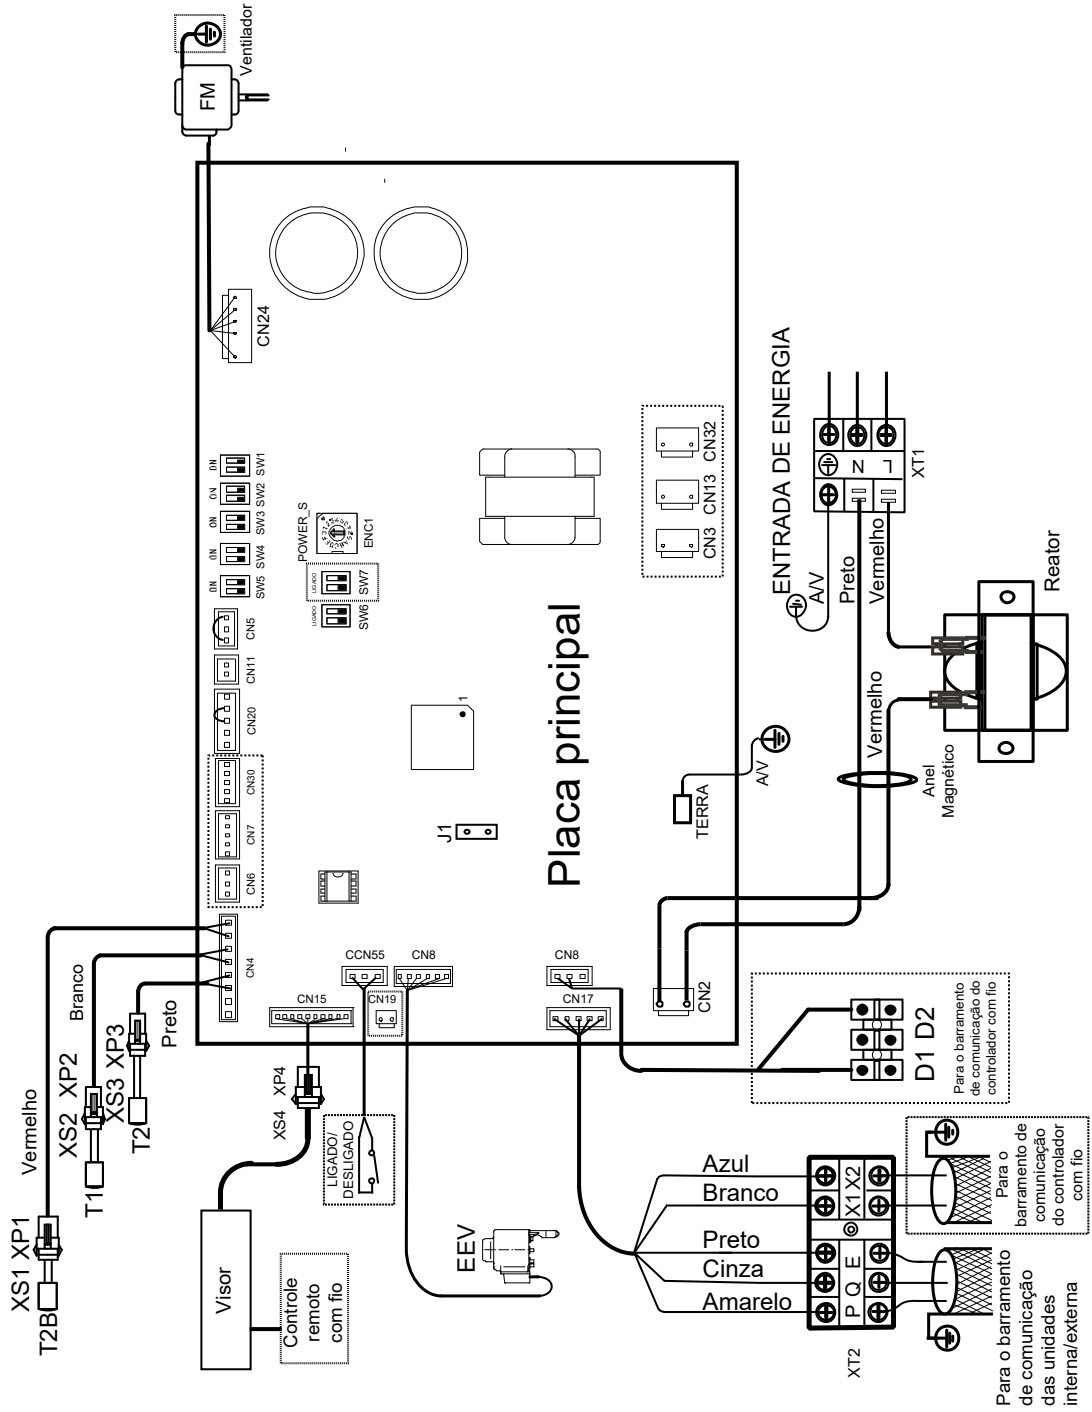 Ventilador
FM
CN24
ON
SW1
ON
SW2
ON
SW3
ON
SW4
ON
SW5
POWER_S
ENC1
LIGADO
SW7
LIGADO
SW6
CN5
CN11
CN20
CN30
CN7
CN6
CN4
1
J1
Placa principal
CN32
CN13
CN3
TERRA
A/V
CCN55
CN8
CN15
CN19
CN8
CN17
CN2
ENTRADA DE ENERGIA
A/V
Preto
Vermelho
N
L
XT1
Reator
Vermelho
Anel
Magnético
Vermelho
Branco
Preto
XS1 XP1
XS2 XP2
XS3 XP3
T2B
T1
T2
XS4 XP4
Visor
Controle
remoto
com fio
LIGADO/
DESLIGADO
EEV
Azul
Branco
Preto
Cinza
Amarelo
P Q E X1 X2
XT2
D1 D2
Para o barramento
de comunicação do
controlador com fio
Para o
barramento de
comunicação
do controlador
com fio
Para o barramento
de comunicação
das unidades
interna/externa